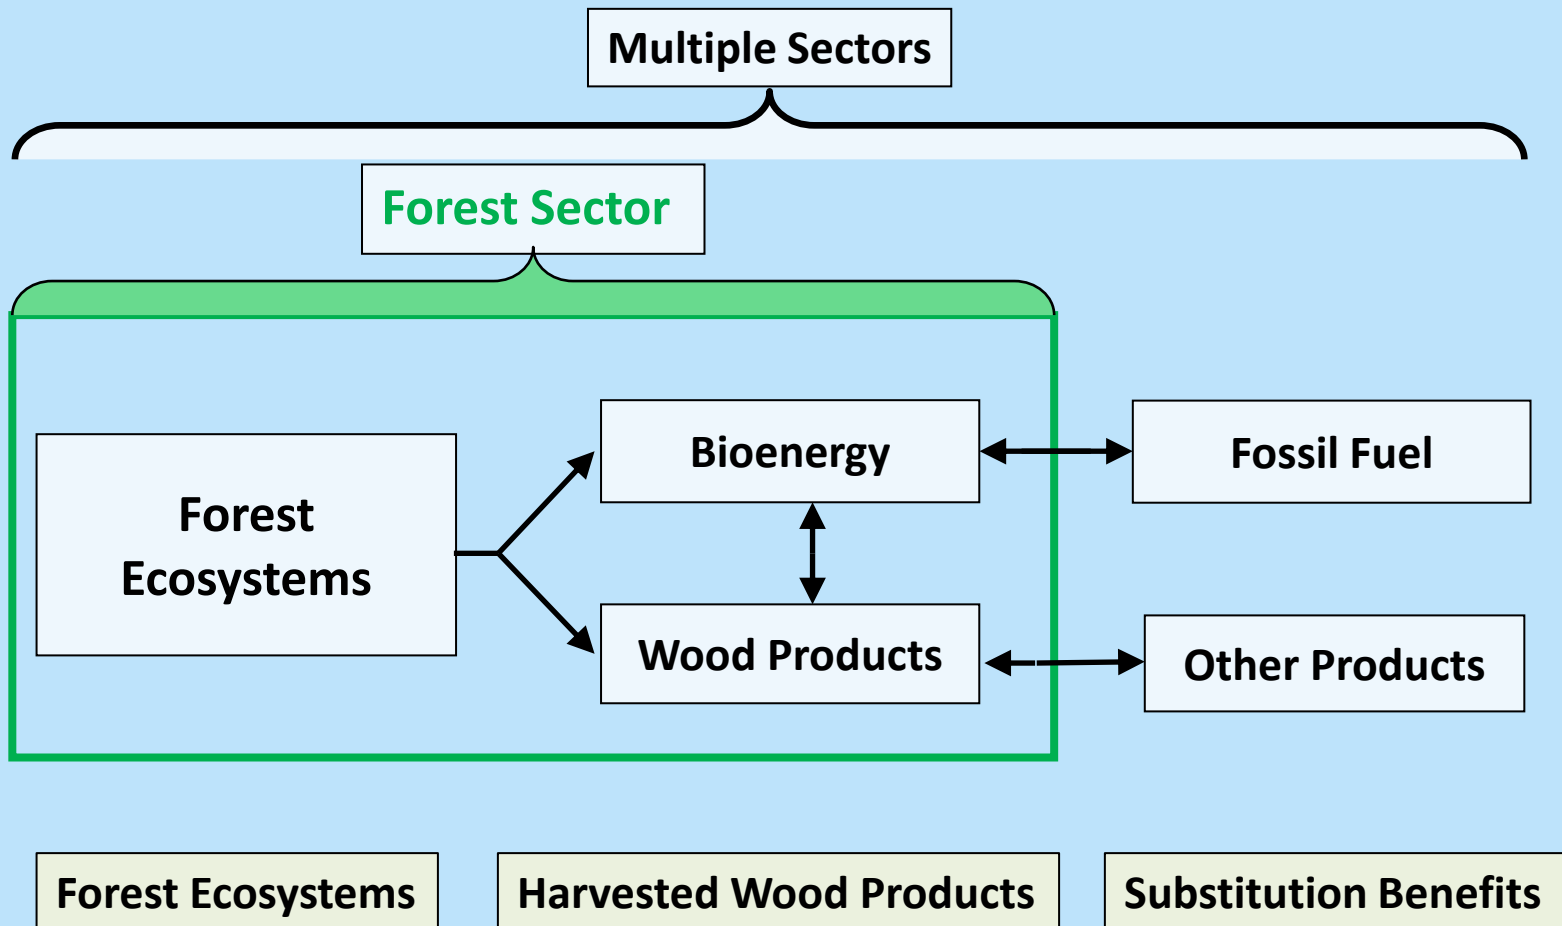 Multiple Sectors
Forest Sector
Forest
Ecosystems
Bioenergy
Wood Products
Fossil Fuel
Other Products
Forest Ecosystems
Harvested Wood Products
Substitution Benefits